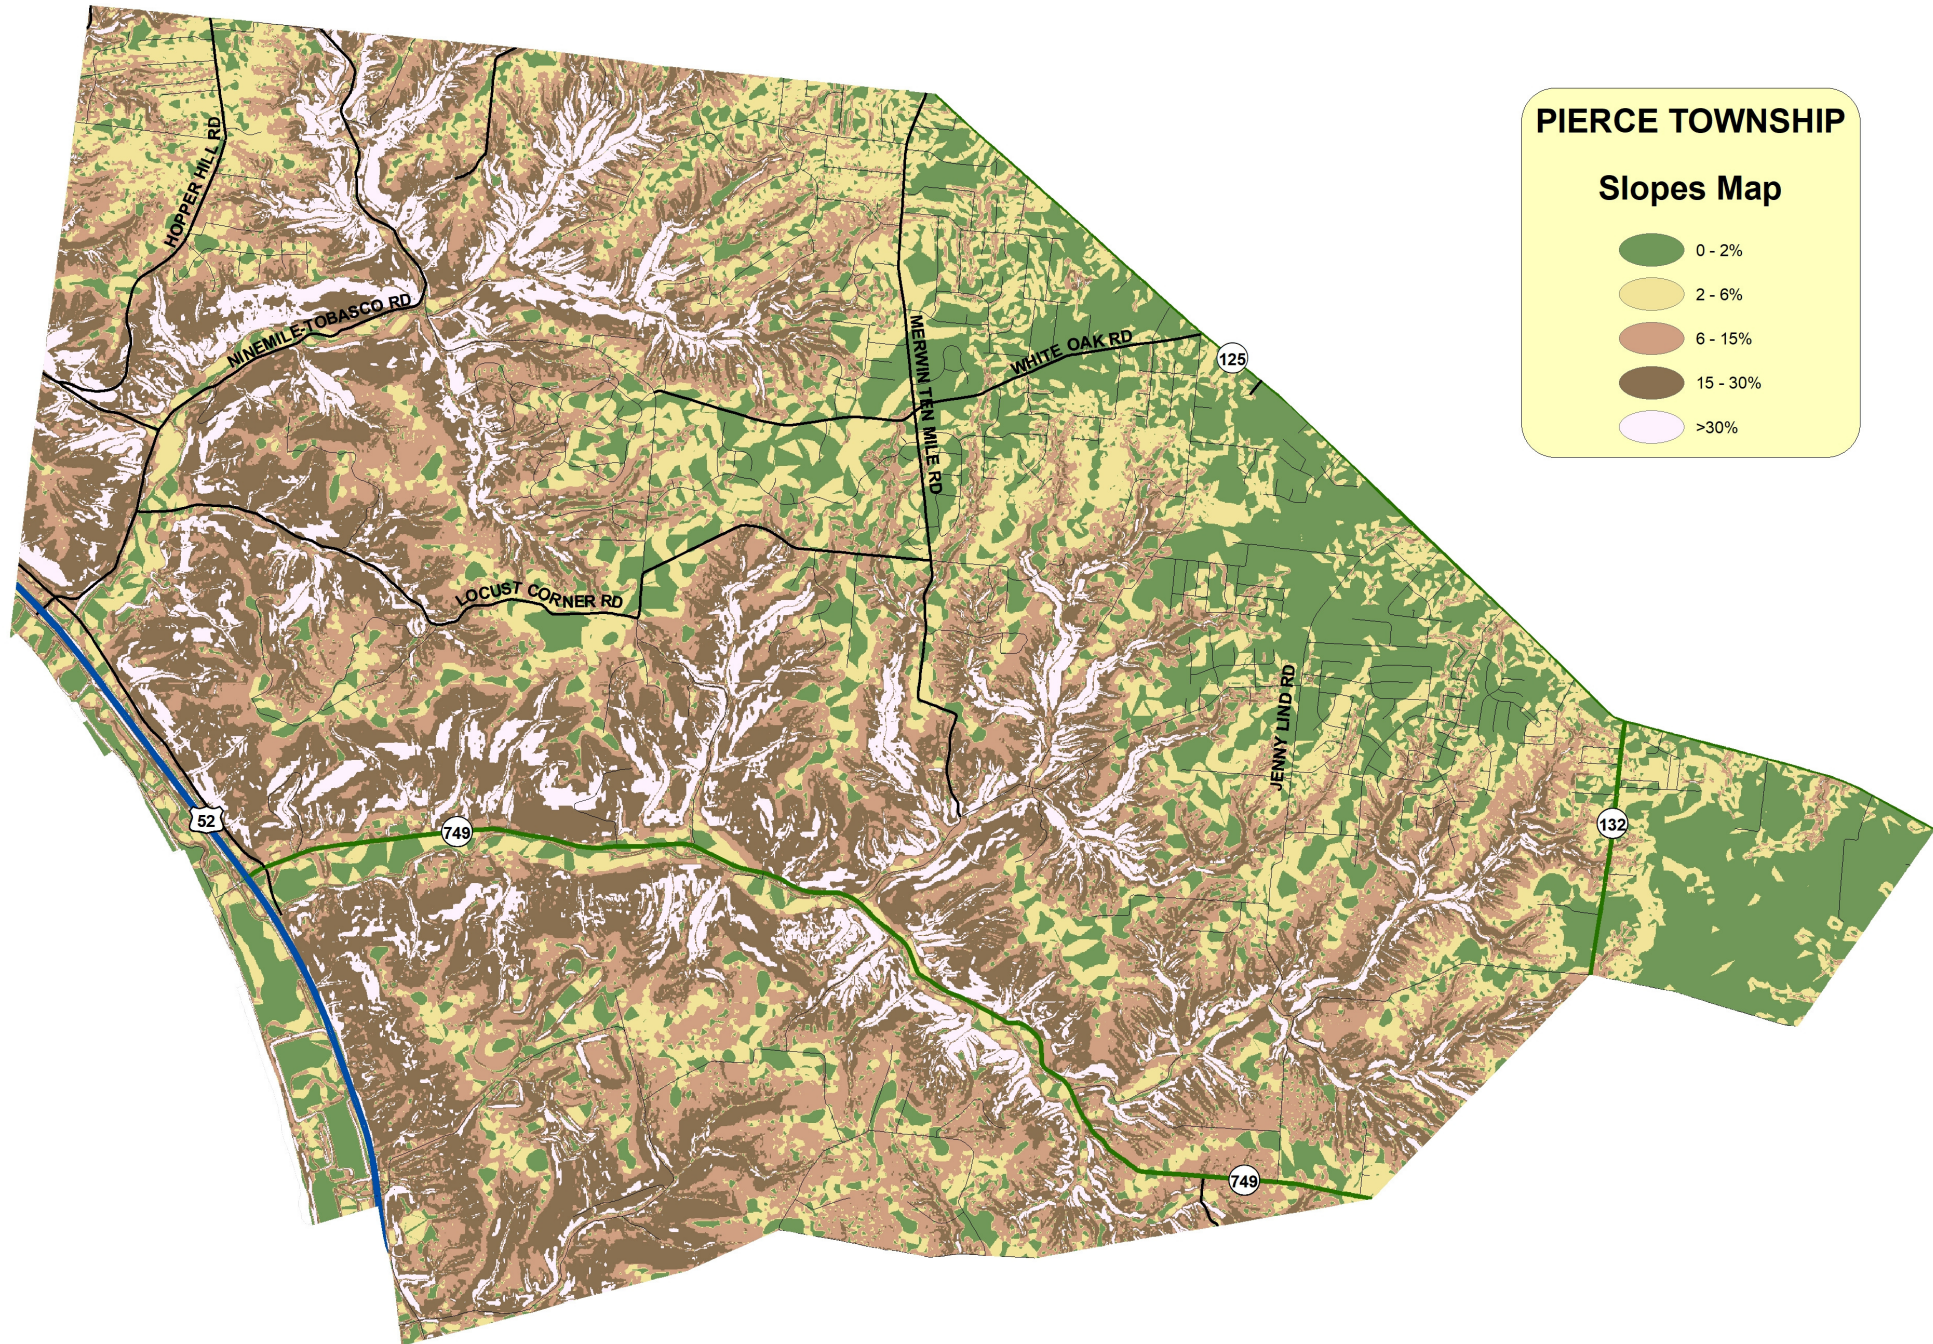 PIERCE TOWNSHIP
Slopes Map
0 - 2%
2 - 6%
6 - 15%
15 - 30%
>30%
HOPPER HILL RD
NINEMILE-TOBASCO RD
MERWIN TEN MILE RD
WHITE OAK RD
125
LOCUST CORNER RD
JENNY LIND RD
52
749
132
749